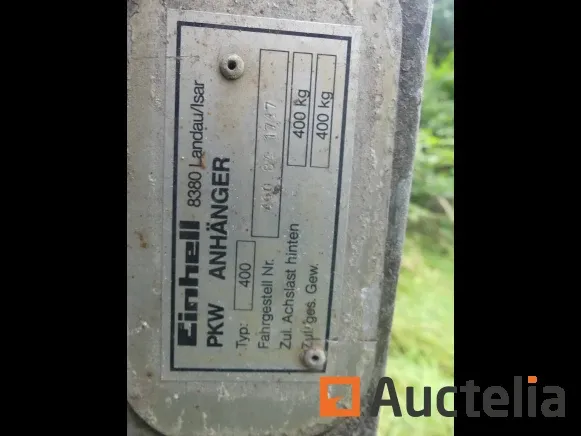 Einhell 8380 Landau/Isar
PKW ANHÄNGER
Typ: 400
Fahrgestell Nr.
Zul. Achslast hinten 400 kg
Zul. ges. Gew. 400 kg
Auctelia